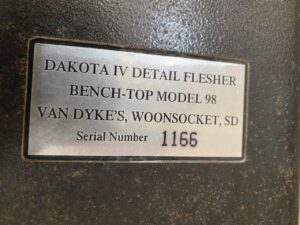 DAKOTA IV DETAIL FLESHER
BENCH-TOP MODEL 98
VAN DYKE'S, WOONSOCKET, SD
Serial Number 1166